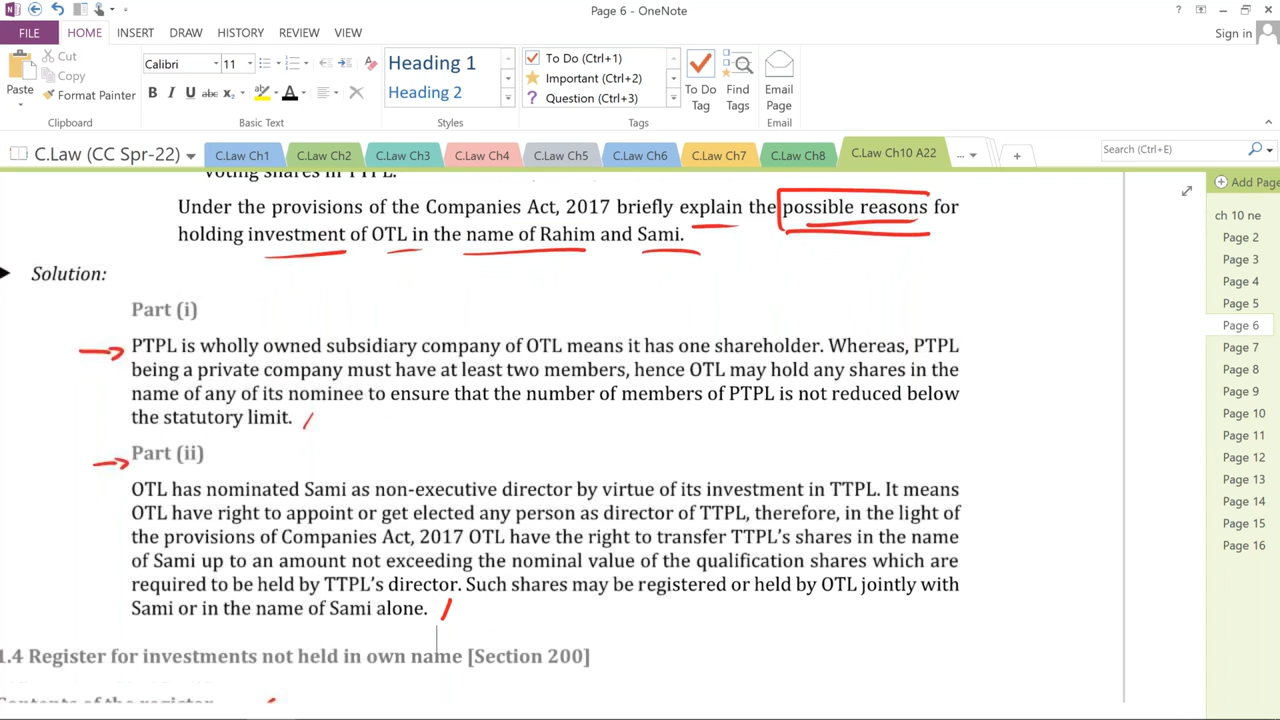 Page 6 - OneNote
FILE HOME INSERT DRAW HISTORY REVIEW VIEW
Sign in
Paste
Cut
Copy
Format Painter
Clipboard
Calibri 11
B I U abc x₂ ab A
Basic Text
Heading 1
Heading 2
Styles
To Do (Ctrl+1)
Important (Ctrl+2)
? Question (Ctrl+3)
Tags
To Do Tag
Find Tags
Email Page
Email
C.Law (CC Spr-22)
C.Law Ch1 C.Law Ch2 C.Law Ch3 C.Law Ch4 C.Law Ch5 C.Law Ch6 C.Law Ch7 C.Law Ch8 C.Law Ch10 A22 ... +
Search (Ctrl+E)
voting shares in TTPL.
Under the provisions of the Companies Act, 2017 briefly explain the possible reasons for
holding investment of OTL in the name of Rahim and Sami.
Solution:
Part (i)
PTPL is wholly owned subsidiary company of OTL means it has one shareholder. Whereas, PTPL
being a private company must have at least two members, hence OTL may hold any shares in the
name of any of its nominee to ensure that the number of members of PTPL is not reduced below
the statutory limit.
Part (ii)
OTL has nominated Sami as non-executive director by virtue of its investment in TTPL. It means
OTL have right to appoint or get elected any person as director of TTPL, therefore, in the light of
the provisions of Companies Act, 2017 OTL have the right to transfer TTPL's shares in the name
of Sami up to an amount not exceeding the nominal value of the qualification shares which are
required to be held by TTPL's director. Such shares may be registered or held by OTL jointly with
Sami or in the name of Sami alone.
1.4 Register for investments not held in own name [Section 200]
Contents of the register
Add Page
ch 10 ne
Page 2
Page 3
Page 4
Page 5
Page 6
Page 7
Page 8
Page 9
Page 10
Page 11
Page 12
Page 13
Page 14
Page 15
Page 16